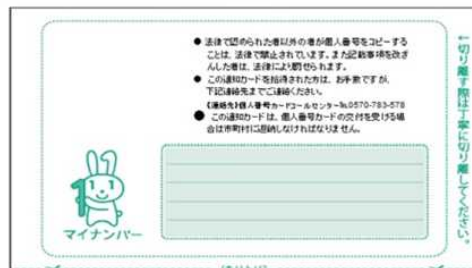 ● 法律で認められた者以外の者が個人番号をコピーする
ことは、法律で禁止されています。また記載事項を改ざ
んした者は、法律により罰せられます。
● この通知カードを拾得された方は、お手数ですが、
下記連絡先までご連絡ください。
《連絡先》個人番号カードコールセンター℡0570-783-578
● この通知カードは、個人番号カードの交付を受ける場
合は市町村に返納しなければなりません。
マイナンバー
↑切り離す際は丁寧に切り離してください。